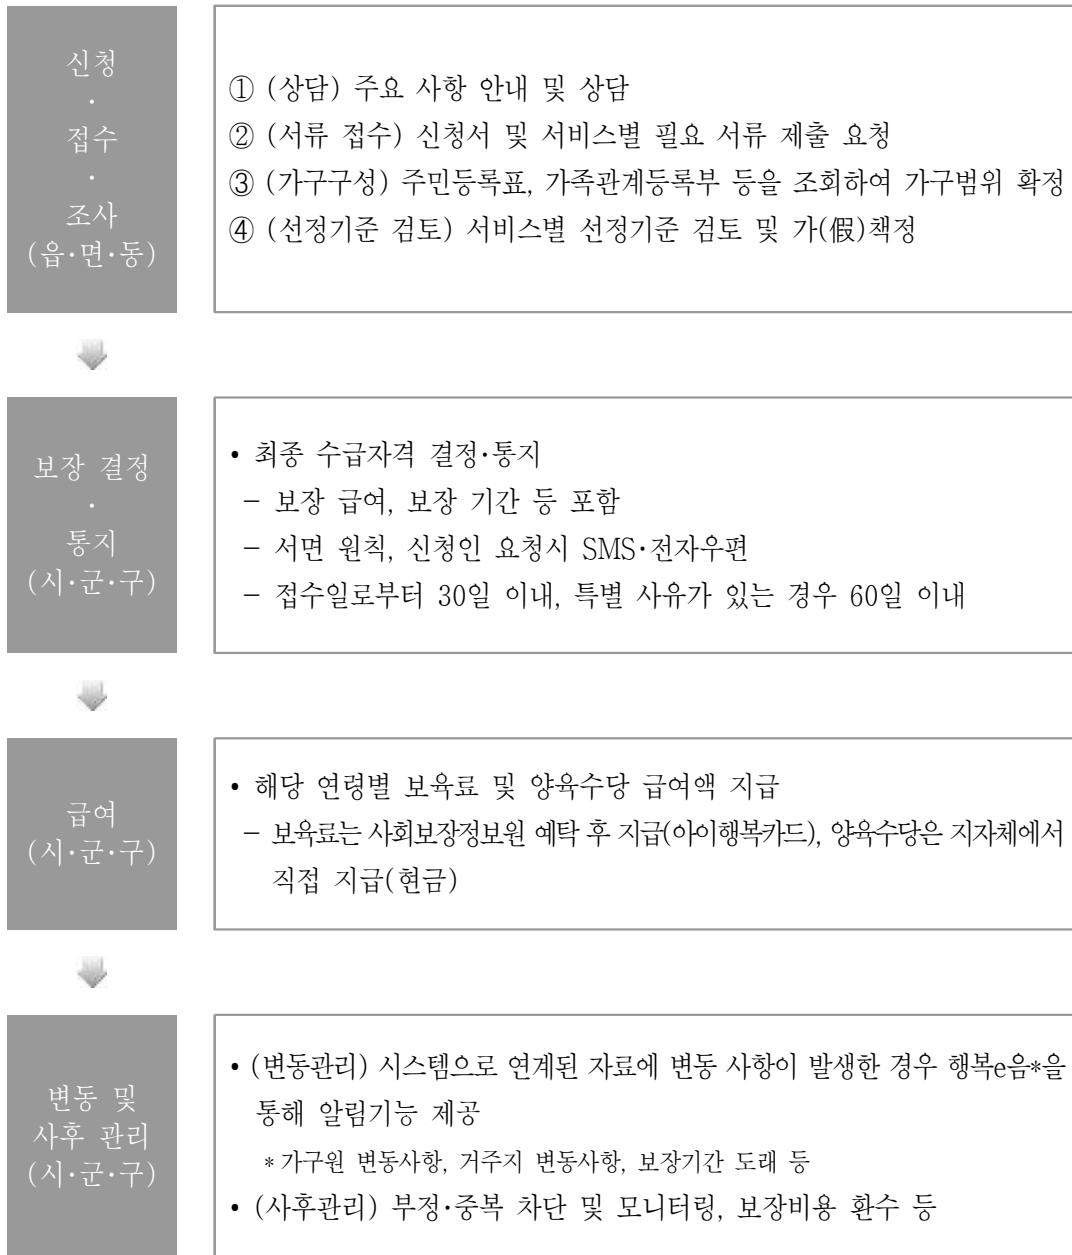 신청
·
접수
·
조사
(읍·면·동)
① (상담) 주요 사항 안내 및 상담
② (서류 접수) 신청서 및 서비스별 필요 서류 제출 요청
③ (가구구성) 주민등록표, 가족관계등록부 등을 조회하여 가구범위 확정
④ (선정기준 검토) 서비스별 선정기준 검토 및 가(假)책정
보장 결정
·
통지
(시·군·구)
• 최종 수급자격 결정·통지
－ 보장 급여, 보장 기간 등 포함
－ 서면 원칙, 신청인 요청시 SMS·전자우편
－ 접수일로부터 30일 이내, 특별 사유가 있는 경우 60일 이내
급여
(시·군·구)
• 해당 연령별 보육료 및 양육수당 급여액 지급
－ 보육료는 사회보장정보원 예탁 후 지급(아이행복카드), 양육수당은 지자체에서
직접 지급(현금)
변동 및
사후 관리
(시·군·구)
• (변동관리) 시스템으로 연계된 자료에 변동 사항이 발생한 경우 행복e음*을
통해 알림기능 제공
* 가구원 변동사항, 거주지 변동사항, 보장기간 도래 등
• (사후관리) 부정·중복 차단 및 모니터링, 보장비용 환수 등